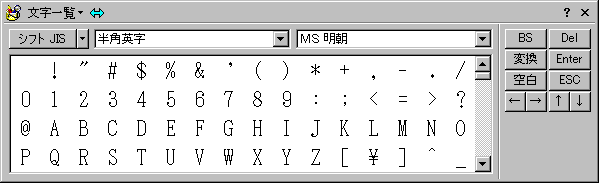 文字一覧
シフト JIS 半角英字 MS 明朝
! " # $ % & ' ( ) * + , - . /
0 1 2 3 4 5 6 7 8 9 : ; < = > ?
@ A B C D E F G H I J K L M N O
P Q R S T U V W X Y Z [ ¥ ] ^ _
BS Del
変換 Enter
空白 ESC
← → ↑ ↓